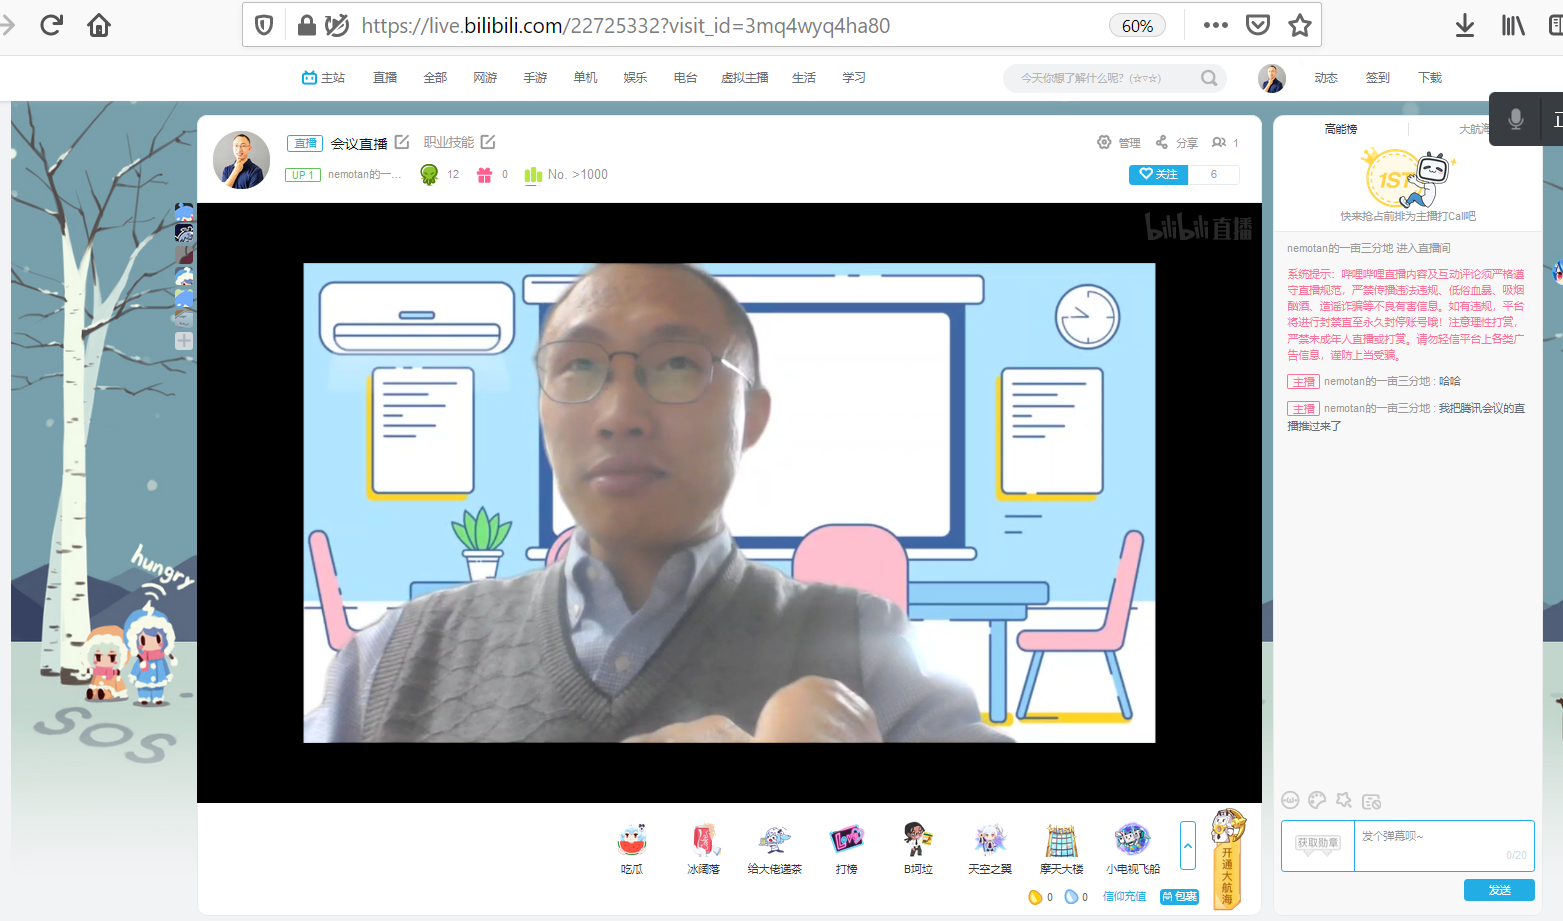 https://live.bilibili.com/22725332?visit_id=3mq4wyq4ha80
60%
主站 直播 全部 网游 手游 单机 娱乐 电台 虚拟主播 生活 学习
今天你想了解什么呢? (☆▽☆)
动态 签到 下载
直播 会议直播 职业技能
管理 分享 1
UP 1 nemotan的一... 12 0 No. >1000
关注 6
bilibili 直播
hungry
SOS
高能榜 大航海
1ST
快来抢占前排为主播打Call吧
nemotan的一亩三分地 进入直播间
系统提示：哔哩哔哩直播内容及互动评论须严格遵
守直播规范，严禁传播违法违规、低俗血暴、吸烟
酗酒、造谣诈骗等不良有害信息。如有违规，平台
将进行封禁直至永久封停账号哦！注意理性打赏，
严禁未成年人直播或打赏。请勿轻信平台上各类广
告信息，谨防上当受骗。
主播 nemotan的一亩三分地 : 哈哈
主播 nemotan的一亩三分地 : 我把腾讯会议的直
播推过来了
获取勋章 发个弹幕呗~
0/20
发送
吃瓜 冰阔落 给大佬递茶 打榜 B坷垃 天空之翼 摩天大楼 小电视飞船
开通大航海
0 0 信仰充值 包裹